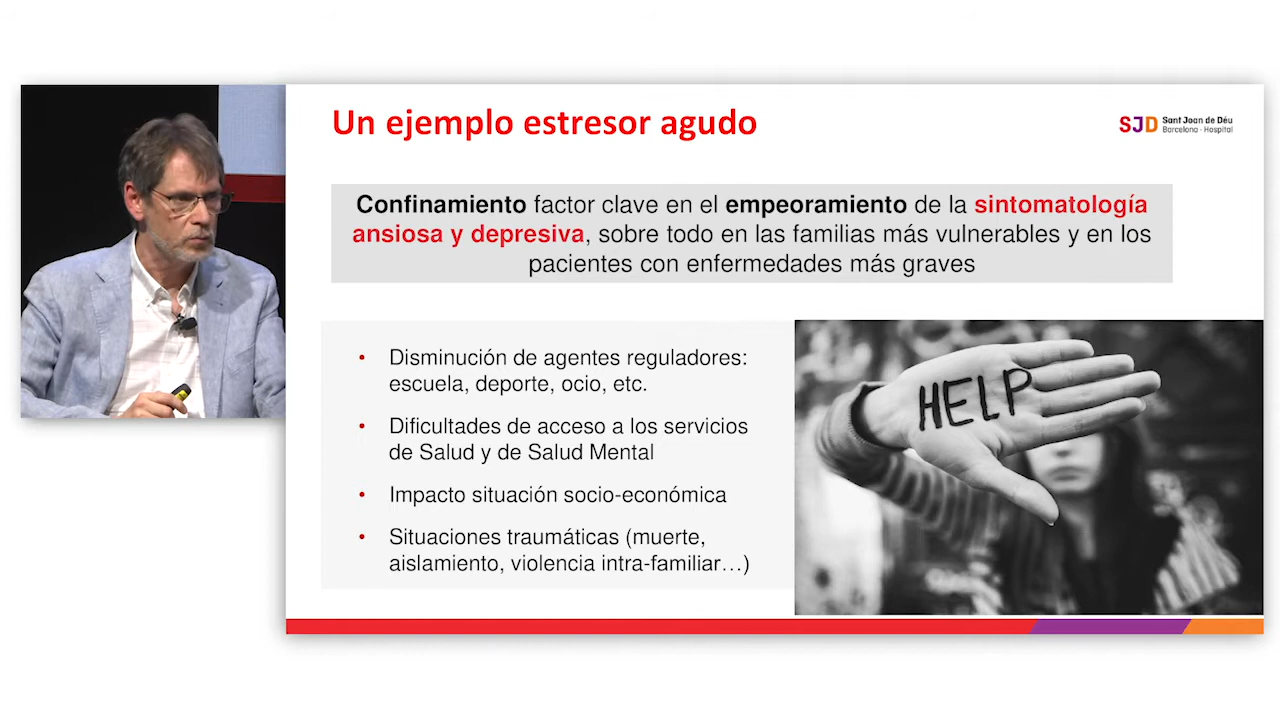 Un ejemplo estresor agudo
SJD Sant Joan de Déu
Barcelona · Hospital
Confinamiento factor clave en el empeoramiento de la sintomatología
ansiosa y depresiva, sobre todo en las familias más vulnerables y en los
pacientes con enfermedades más graves
• Disminución de agentes reguladores:
escuela, deporte, ocio, etc.
• Dificultades de acceso a los servicios
de Salud y de Salud Mental
• Impacto situación socio-económica
• Situaciones traumáticas (muerte,
aislamiento, violencia intra-familiar…)
HELP